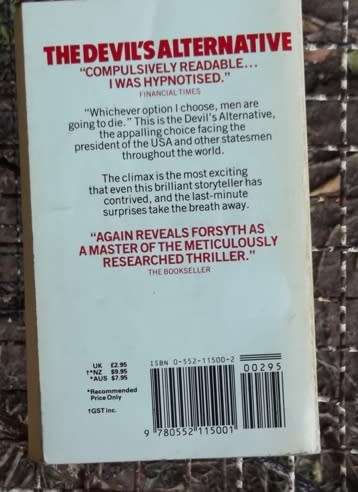 THE DEVIL'S ALTERNATIVE
"COMPULSIVELY READABLE...
I WAS HYPNOTISED."
FINANCIAL TIMES
"Whichever option I choose, men are
going to die." This is the Devil's Alternative,
the appalling choice facing the
president of the USA and other statesmen
throughout the world.
The climax is the most exciting
that even this brilliant storyteller has
contrived, and the last-minute
surprises take the breath away.
"AGAIN REVEALS FORSYTH AS
A MASTER OF THE METICULOUSLY
RESEARCHED THRILLER."
THE BOOKSELLER
UK £2.95
†*NZ $9.95
*AUS $7.95
*Recommended
Price Only
†GST inc.
ISBN 0-552-11500-2
00295
9 780552 115001